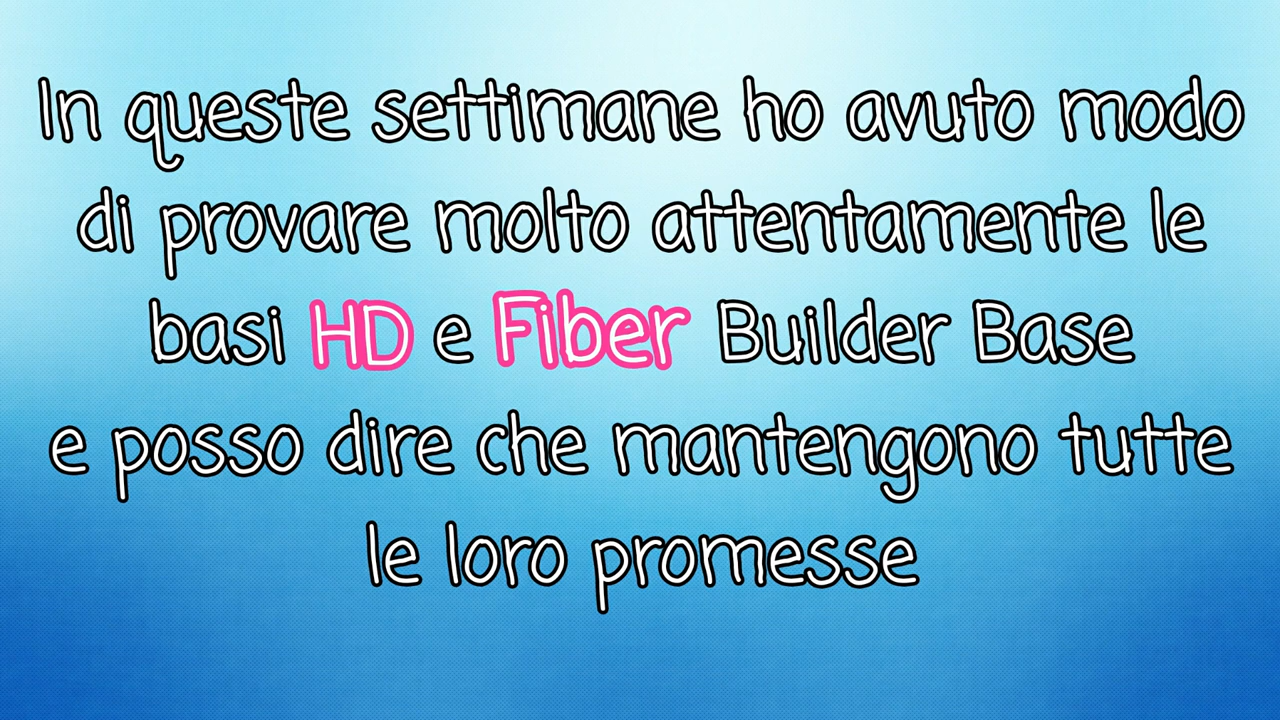 In queste settimane ho avuto modo
di provare molto attentamente le
basi HD e Fiber Builder Base
e posso dire che mantengono tutte
le loro promesse